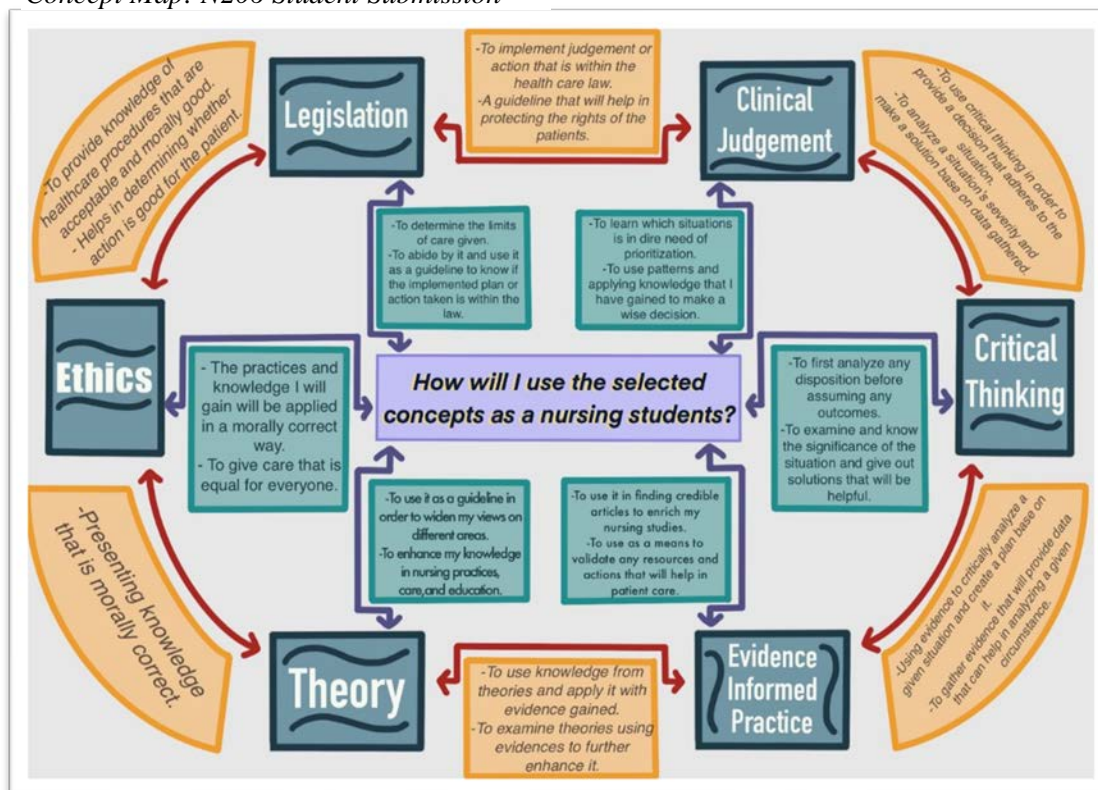 Concept Map: N206 Student Submission
-To implement judgement or
action that is within the
health care law.
-A guideline that will help in
protecting the rights of the
patients.
Legislation
Clinical
Judgement
-To provide knowledge of
healthcare procedures that are
acceptable and morally good.
- Helps in determining whether
action is good for the patient.
-To use critical thinking in order to
provide a decision that adheres to the
situation.
-To analyze a situation's severity and
make a solution base on data gathered.
-To determine the limits
of care given.
-To abide by it and use it
as a guideline to know if
the implemented plan or
action taken is within the
law.
-To learn which situations
is in dire need of
prioritization.
-To use patterns and
applying knowledge that I
have gained to make a
wise decision.
Ethics
- The practices and
knowledge I will
gain will be applied
in a morally correct
way.
- To give care that is
equal for everyone.
How will I use the selected
concepts as a nursing students?
-To first analyze any
disposition before
assuming any
outcomes.
-To examine and know
the significance of the
situation and give out
solutions that will be
helpful.
Critical
Thinking
-To use it as a guideline in
order to widen my views on
different areas.
-To enhance my knowledge
in nursing practices,
care,and education.
-To use it in finding credible
articles to enrich my
nursing studies.
-To use as a means to
validate any resources and
actions that will help in
patient care.
-Presenting knowledge
that is morally correct.
-Using evidence to critically analyze a
given situation and create a plan base on
it.
-To gather evidence that will provide data
that can help in analyzing a given
circumstance.
Theory
-To use knowledge from
theories and apply it with
evidence gained.
-To examine theories using
evidences to further
enhance it.
Evidence
Informed
Practice